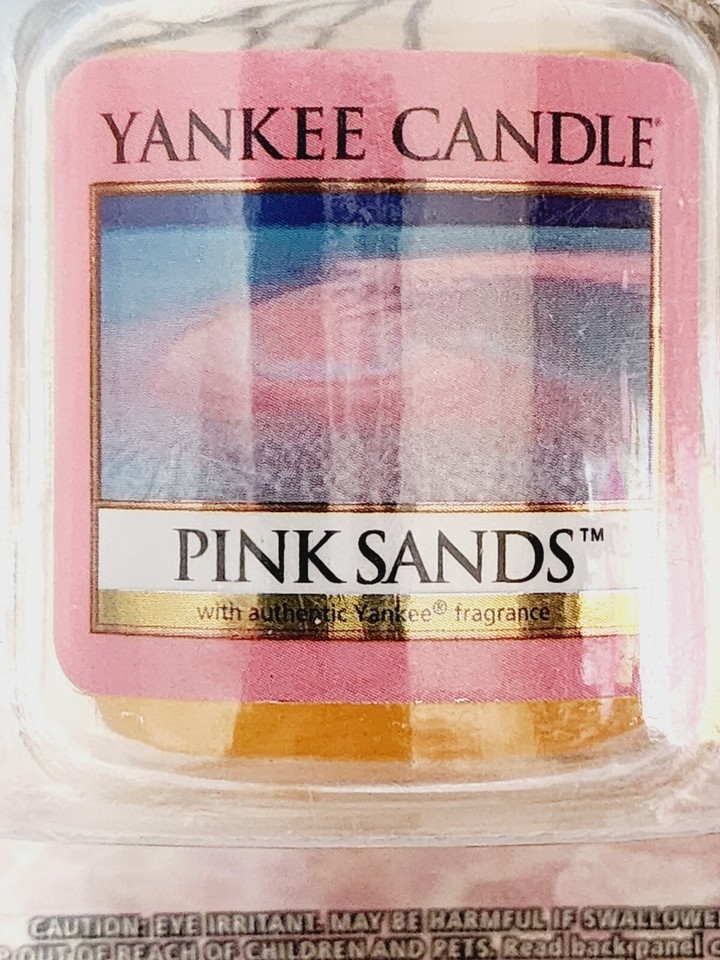 YANKEE CANDLE®
PINK SANDS™
with authentic Yankee® fragrance
CAUTION: EYE IRRITANT. MAY BE HARMFUL IF SWALLOWE
P OUT OF REACH OF CHILDREN AND PETS. Read back panel c